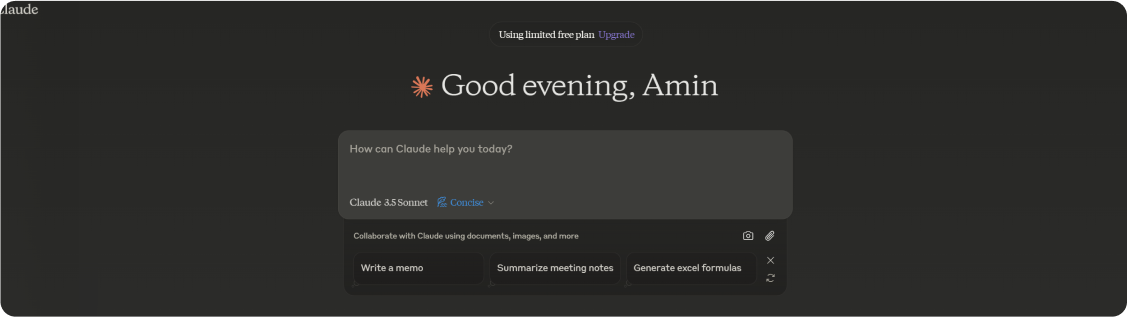 Claude
Using limited free plan Upgrade
Good evening, Amin
How can Claude help you today?
Claude 3.5 Sonnet Concise
Collaborate with Claude using documents, images, and more
Write a memo
Summarize meeting notes
Generate excel formulas